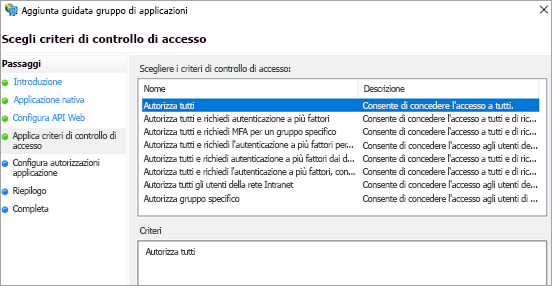 Aggiunta guidata gruppo di applicazioni
Scegli criteri di controllo di accesso
Passaggi
Introduzione
Applicazione nativa
Configura API Web
Applica criteri di controllo di
accesso
Configura autorizzazioni
applicazione
Riepilogo
Completa
Scegliere i criteri di controllo di accesso:
Nome Descrizione
Autorizza tutti Consente di concedere l'accesso a tutti.
Autorizza tutti e richiedi autenticazione a più fattori Consente di concedere l'accesso a tutti e di ric...
Autorizza tutti e richiedi MFA per un gruppo specifico Consente di concedere l'accesso a tutti e di ric...
Autorizza tutti e richiedi l'autenticazione a più fattori per... Consente di concedere l'accesso agli utenti de...
Autorizza tutti e richiedi autenticazione a più fattori dai d... Consente di concedere l'accesso a tutti e di ric...
Autorizza tutti e richiedi l'autenticazione a più fattori, con... Consente di concedere l'accesso a tutti e di ric...
Autorizza tutti gli utenti della rete Intranet Consente di concedere l'accesso agli utenti de...
Autorizza gruppo specifico Consente di concedere l'accesso agli utenti di ...
Criteri
Autorizza tutti